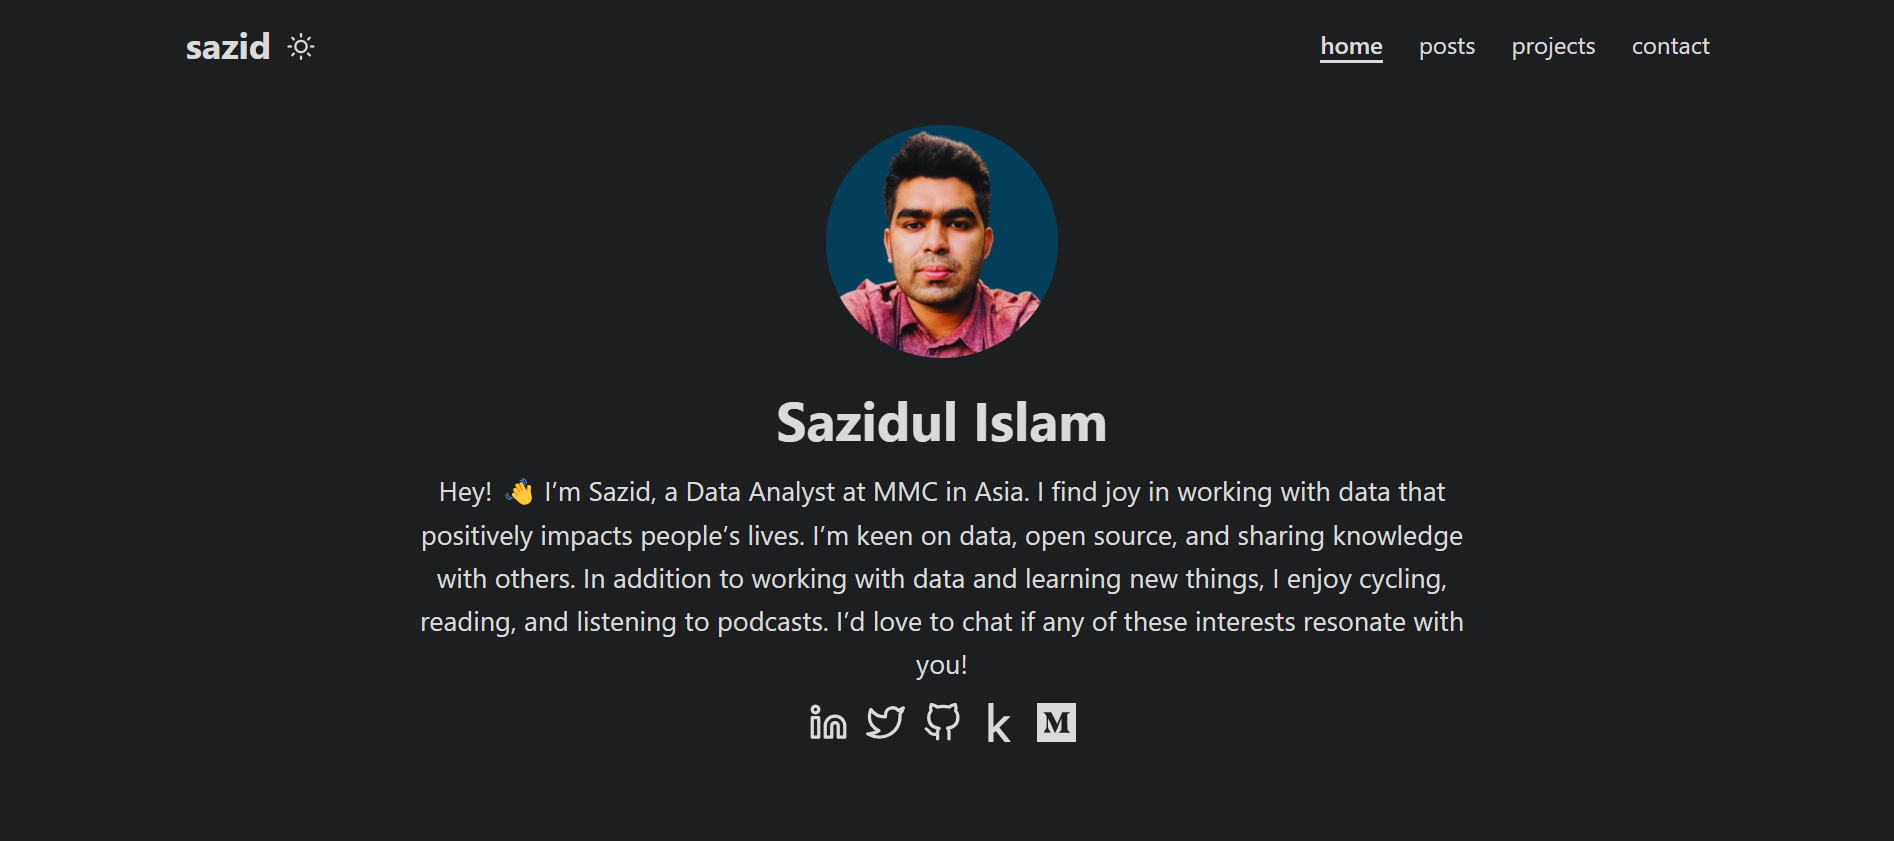 sazid
home posts projects contact
Sazidul Islam
Hey! 👋 I’m Sazid, a Data Analyst at MMC in Asia. I find joy in working with data that
positively impacts people’s lives. I’m keen on data, open source, and sharing knowledge
with others. In addition to working with data and learning new things, I enjoy cycling,
reading, and listening to podcasts. I’d love to chat if any of these interests resonate with
you!
in k M